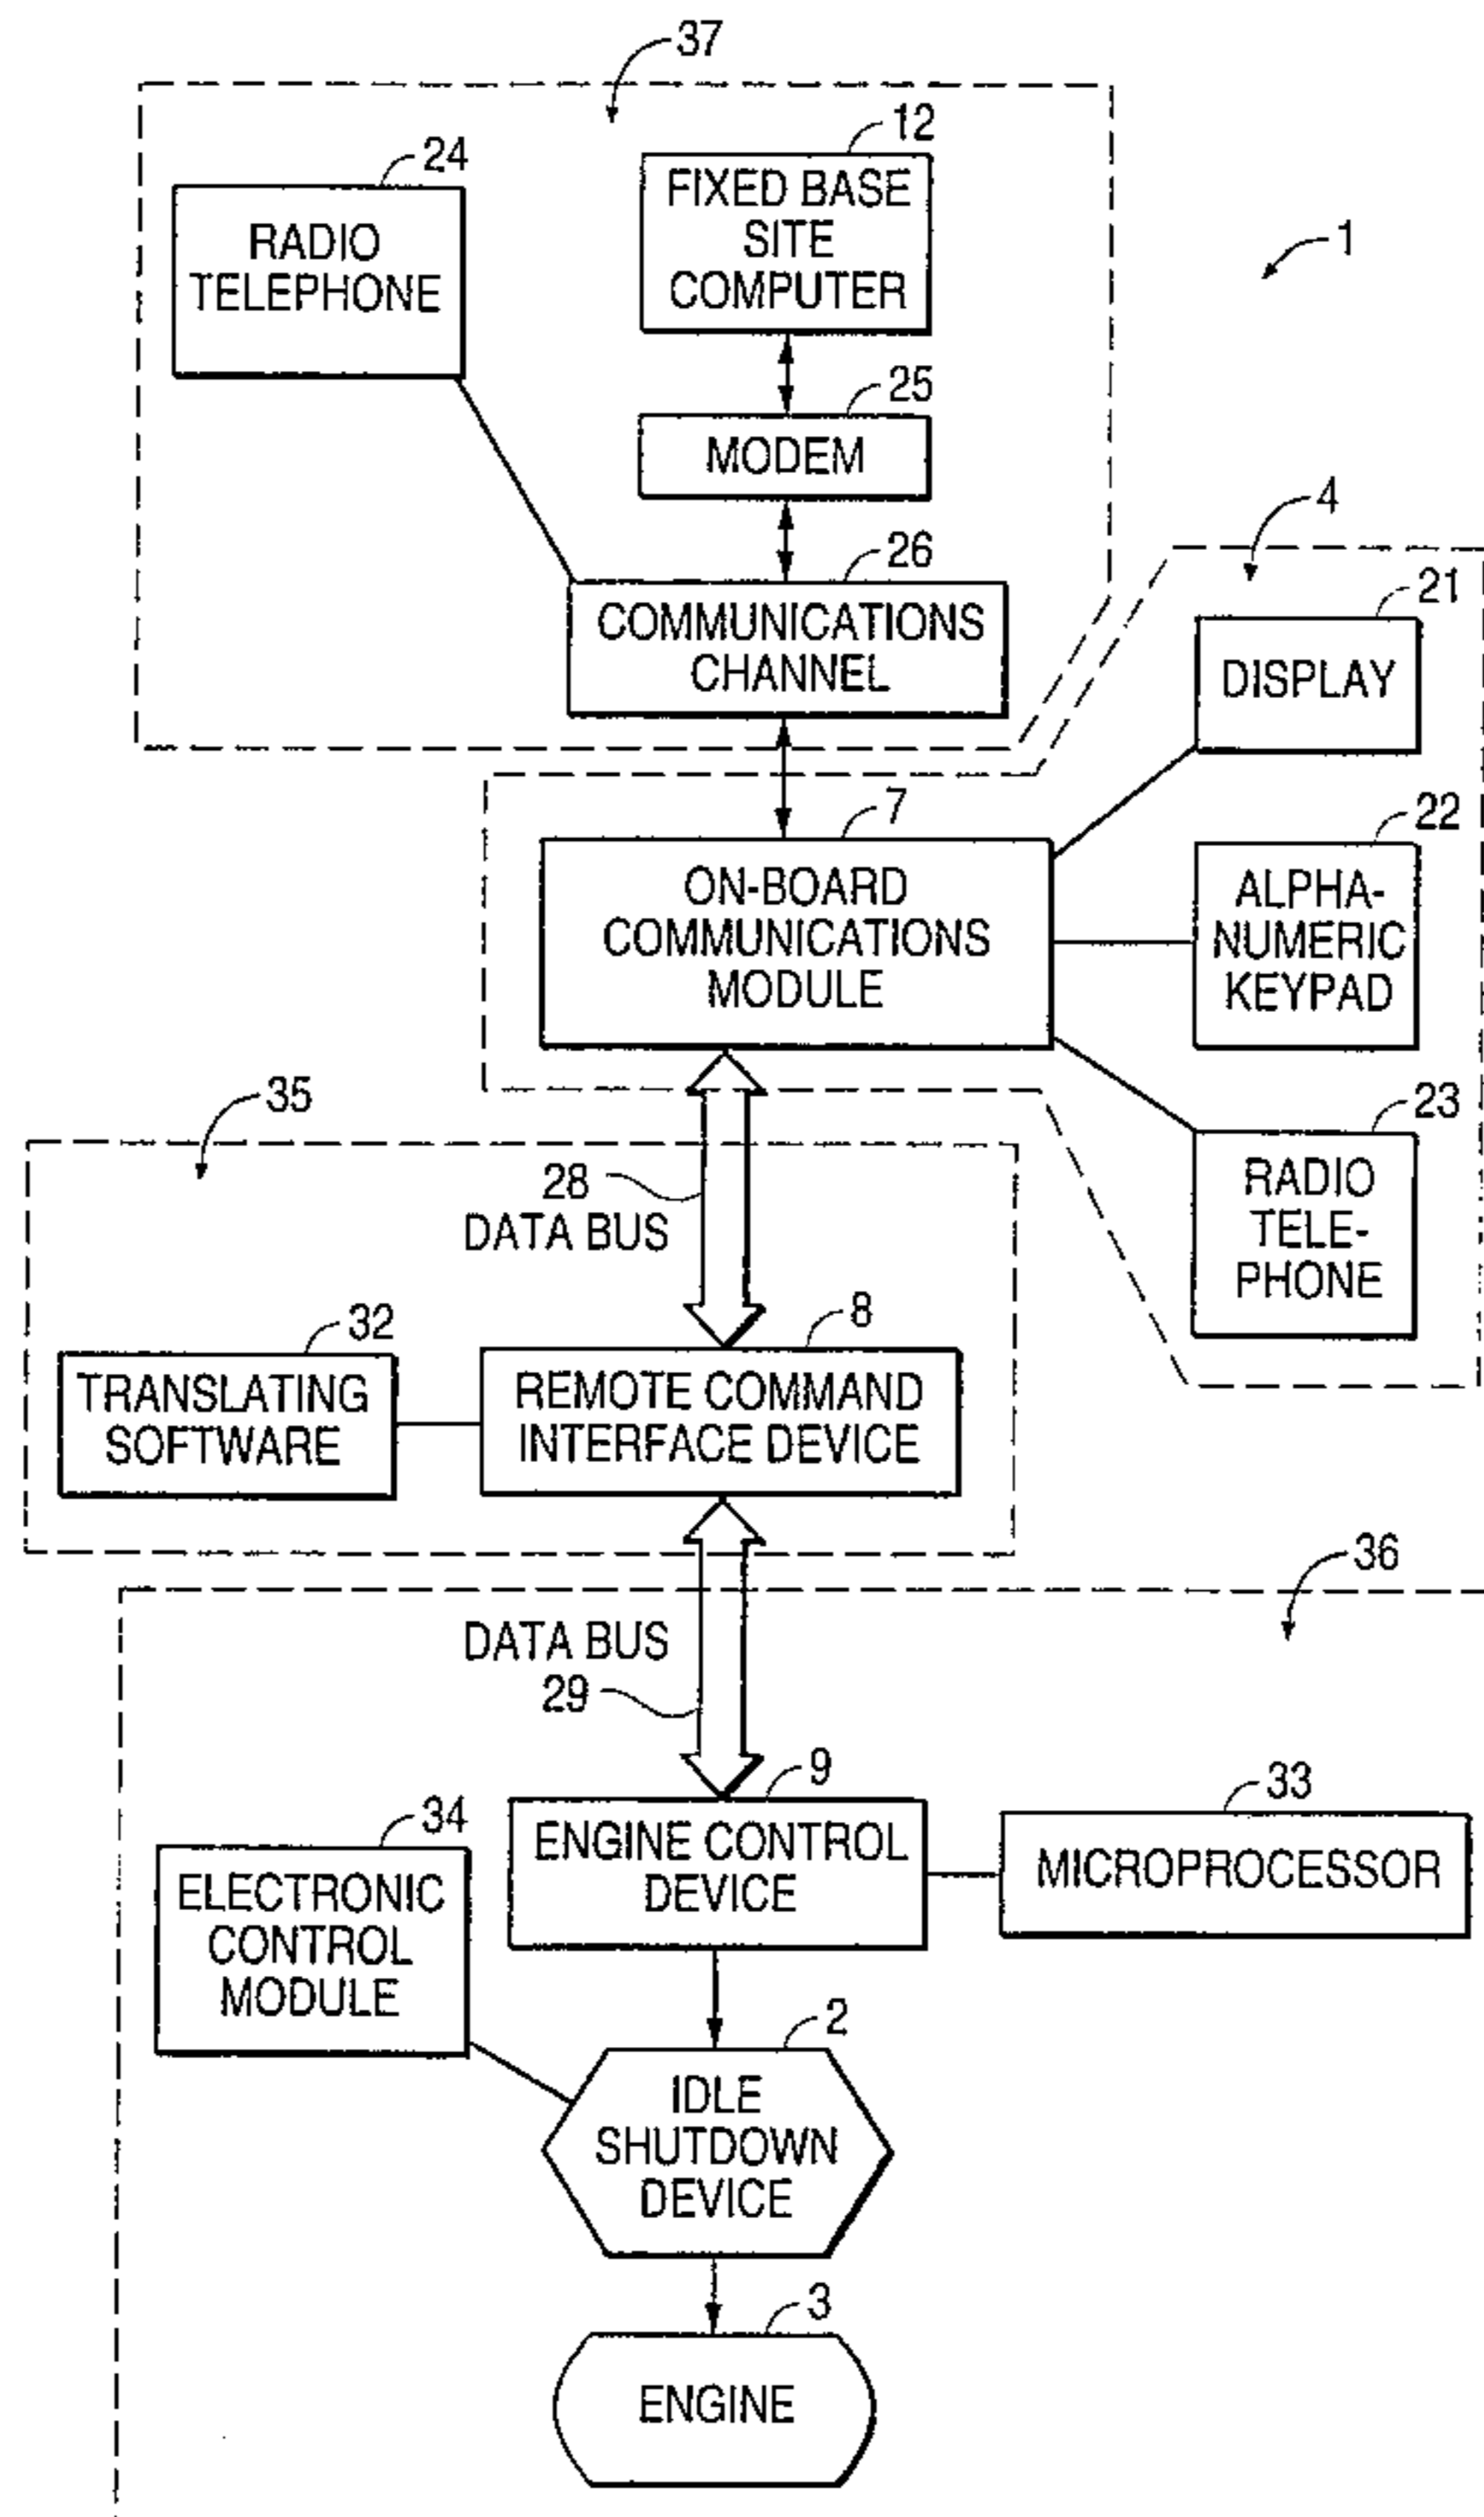 37
12
24
FIXED BASE
SITE
COMPUTER
RADIO
TELEPHONE
1
25
MODEM
4
26
21
COMMUNICATIONS
CHANNEL
DISPLAY
7
22
ON-BOARD
COMMUNICATIONS
MODULE
ALPHA-
NUMERIC
KEYPAD
35
23
28
DATA BUS
RADIO
TELE-
PHONE
32
8
TRANSLATING
SOFTWARE
REMOTE COMMAND
INTERFACE DEVICE
36
DATA BUS
29
9
33
34
ENGINE CONTROL
DEVICE
MICROPROCESSOR
ELECTRONIC
CONTROL
MODULE
2
IDLE
SHUTDOWN
DEVICE
3
ENGINE